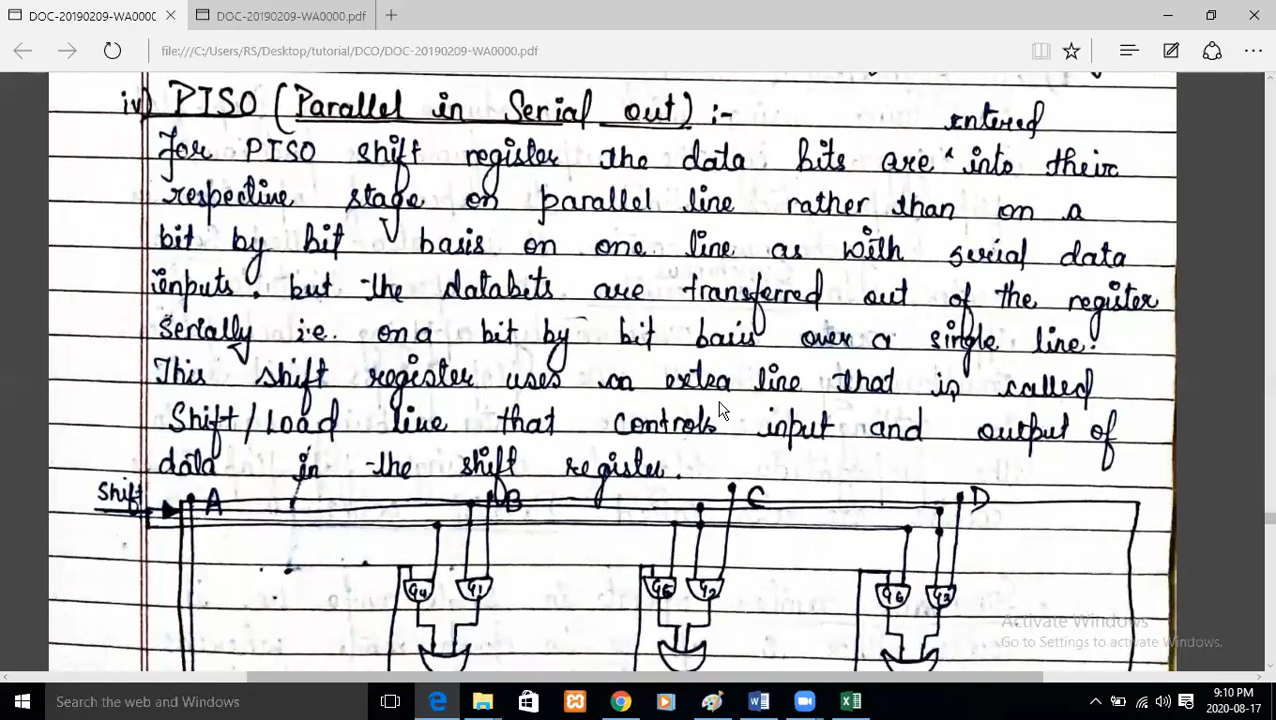 DOC-20190209-WA0000
DOC-20190209-WA0000.pdf
file:///C:/Users/RS/Desktop/tutorial/DCO/DOC-20190209-WA0000.pdf
iv) PISO (Parallel in Serial out) :-
entered
For PISO shift register the data bits are ^ into their
respective stage on parallel line rather than on a
bit by bit basis on one line as with serial data
inputs. but the databits are transferred out of the register
serially i.e. on a bit by bit basis over a single line.
This shift register uses an extra line that is called
Shift/Load line that controls input and output of
data in the shift register.
Shift A B C D
G4 G1 G5 G2 G6 G3
Activate Windows
Go to Settings to activate Windows.
Search the web and Windows
9:10 PM
2020-08-17